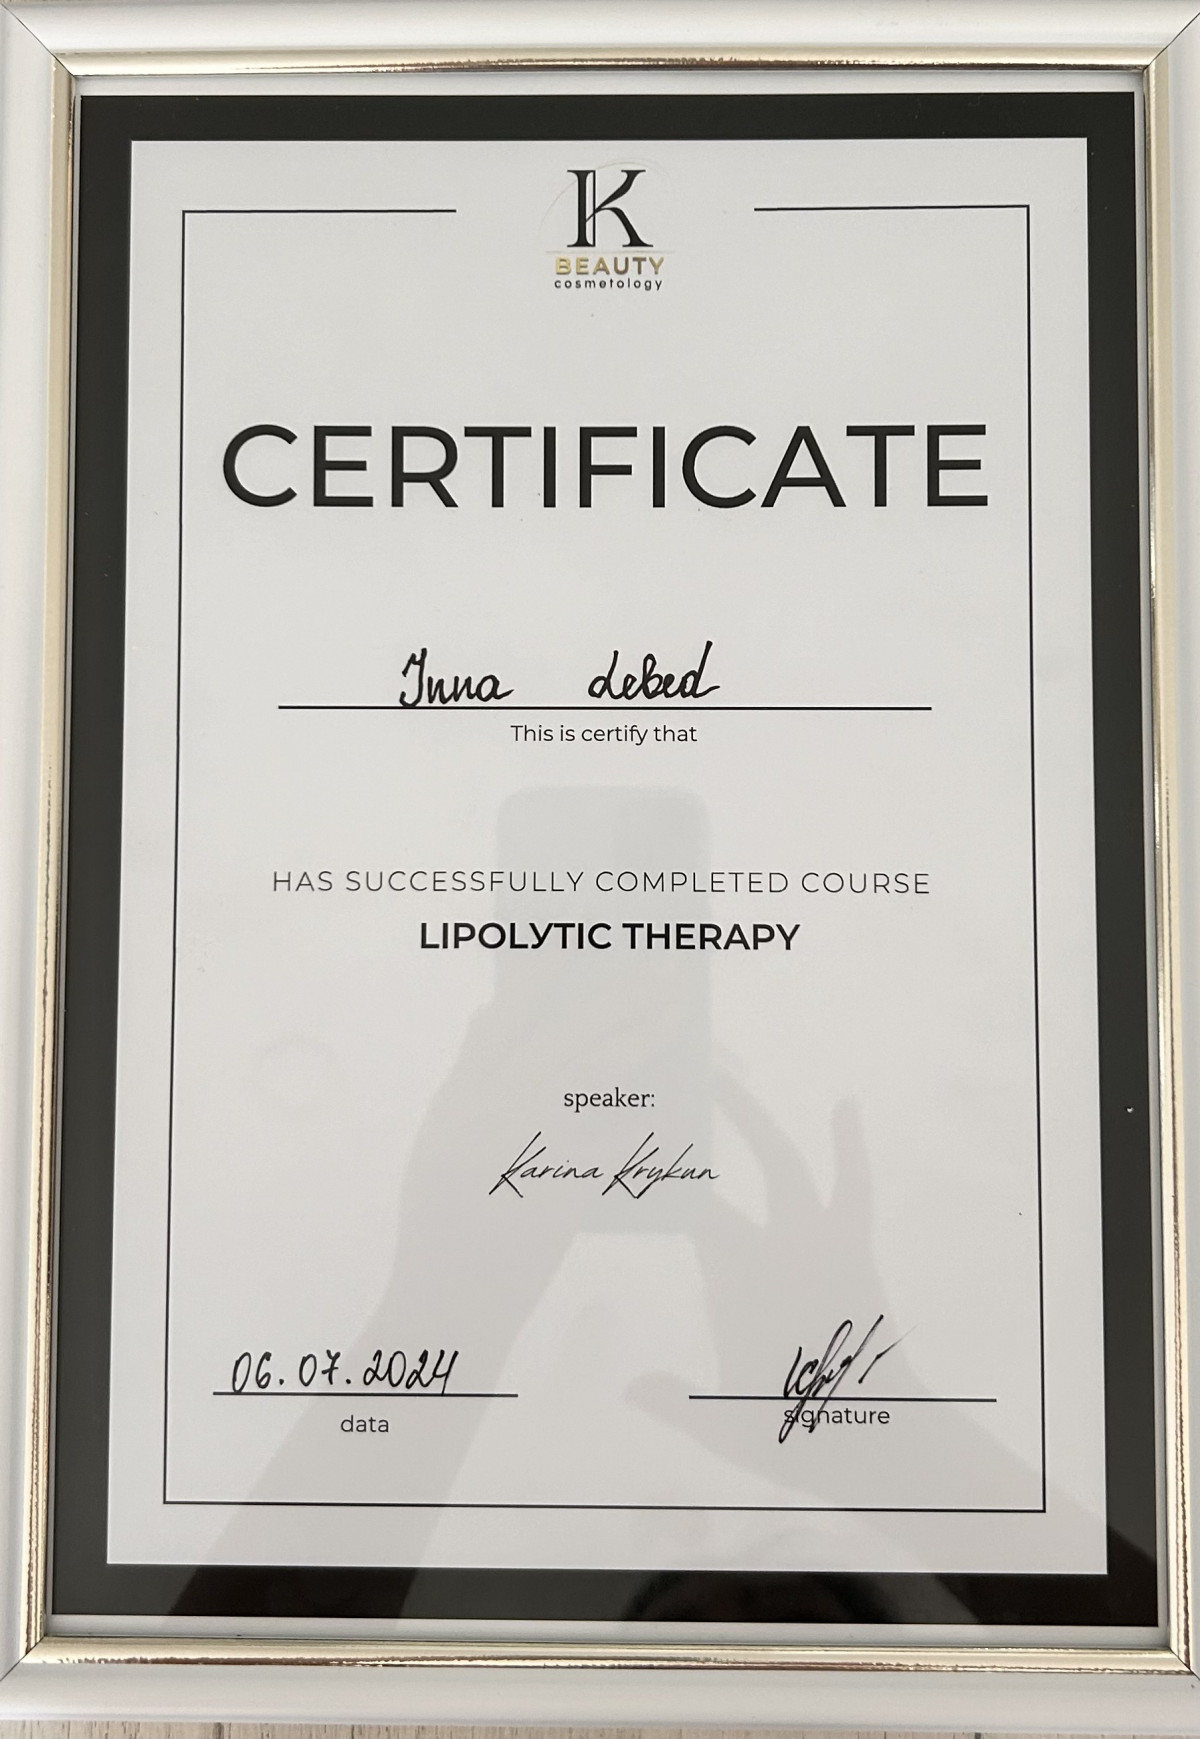 K
BEAUTY
cosmetology
CERTIFICATE
Inna Lebed
This is certify that
HAS SUCCESSFULLY COMPLETED COURSE
LIPOLYTIC THERAPY
speaker:
Karina Krykun
06.07.2024
data
signature